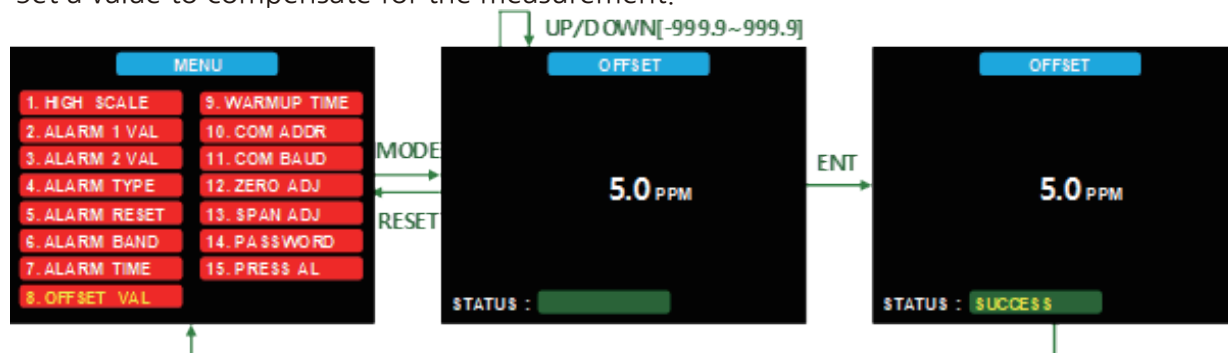 Set a value to compensate for the measurement.
UP/DOWN[-999.9~999.9]
MENU
1. HIGH SCALE
2. ALARM 1 VAL
3. ALARM 2 VAL
4. ALARM TYPE
5. ALARM RESET
6. ALARM BAND
7. ALARM TIME
8. OFFSET VAL
9. WARMUP TIME
10. COM ADDR
11. COM BAUD
12. ZERO ADJ
13. SPAN ADJ
14. PASSWORD
15. PRESS AL
MODE
RESET
OFFSET
5.0 PPM
STATUS :
ENT
OFFSET
5.0 PPM
STATUS : SUCCESS